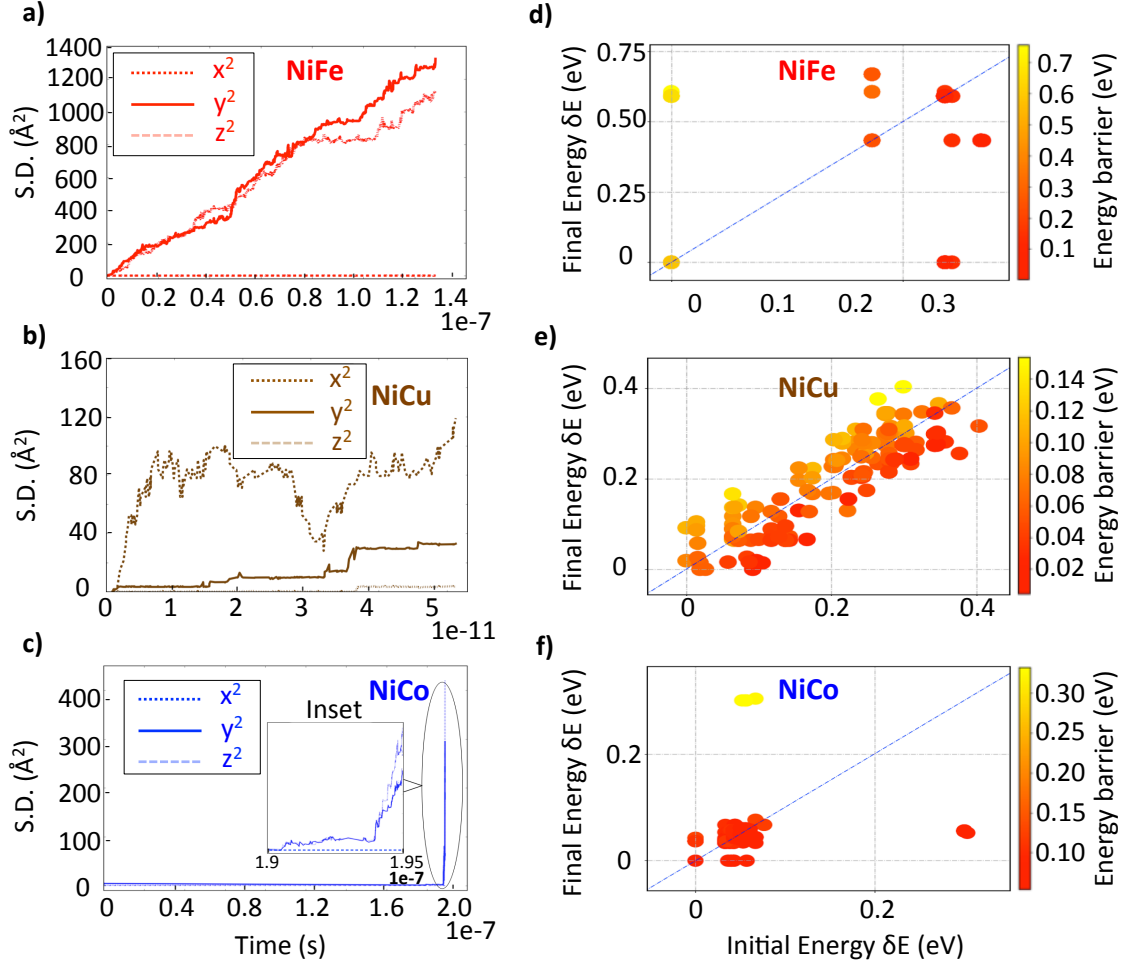 a)
1400
1200
1000
800
600
400
200
0
S.D. (Å²)
x²
y²
z²
NiFe
0 0.2 0.4 0.6 0.8 1.0 1.2 1.4
1e-7
b)
160
120
80
40
0
S.D. (Å²)
x²
y²
z²
NiCu
0 1 2 3 4 5
1e-11
c)
400
300
200
100
0
S.D. (Å²)
x²
y²
z²
NiCo
Inset
1.9 1.95
1e-7
0 0.4 0.8 1.2 1.6 2.0
1e-7
Time (s)
d)
0.75
0.50
0.25
0
Final Energy δE (eV)
NiFe
0 0.1 0.2 0.3
0.7
0.6
0.5
0.4
0.3
0.2
0.1
Energy barrier (eV)
e)
0.4
0.2
0
Final Energy δE (eV)
NiCu
0 0.2 0.4
0.14
0.12
0.10
0.08
0.06
0.04
0.02
Energy barrier (eV)
f)
0.2
0
Final Energy δE (eV)
NiCo
0 0.2
Initial Energy δE (eV)
0.30
0.25
0.20
0.15
0.10
Energy barrier (eV)